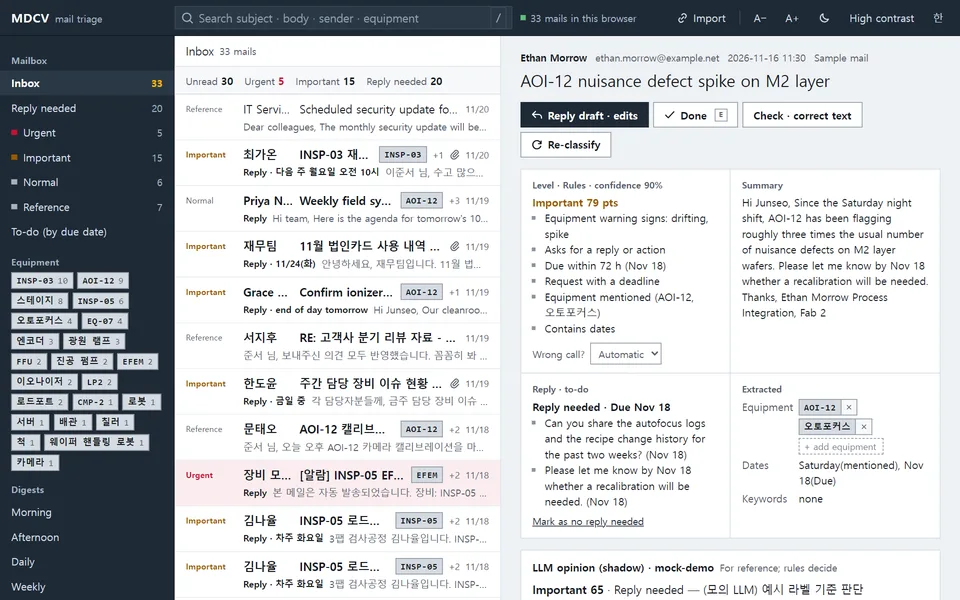 MDCV mail triage
Search subject · body · sender · equipment /
33 mails in this browser
Import
A−
A+
High contrast
한
Mailbox
Inbox 33
Reply needed 20
Urgent 5
Important 15
Normal 6
Reference 7
To-do (by due date)
Equipment
INSP-03 10 AOI-12 9
스테이지 8 INSP-05 6
오토포커스 4 EQ-07 4
엔코더 3 광원 램프 3
FFU 2 진공 펌프 2 EFEM 2
이오나이저 2 LP2 2
로드포트 2 CMP-2 1 로봇 1
서버 1 배관 1 칠러 1
척 1 웨이퍼 핸들링 로봇 1
카메라 1
Digests
Morning
Afternoon
Daily
Weekly
Inbox 33 mails
Unread 30 Urgent 5 Important 15 Reply needed 20
Reference IT Servi... Scheduled security update fo... 11/20
Dear colleagues, The monthly security update will be...
Important 최가온 INSP-03 재... INSP-03 +1 11/20
Reply · 다음 주 월요일 오전 10시 이준서 님, 수고 많으...
Normal Priya N... Weekly field sy... AOI-12 +3 11/19
Reply Hi team, Here is the agenda for tomorrow's 10...
Important 재무팀 11월 법인카드 사용 내역 ... 11/19
Reply · 11/24(화) 안녕하세요, 재무팀입니다. 11월 법...
Important Grace ... Confirm ionizer... AOI-12 +1 11/19
Reply · end of day tomorrow Hi Junseo, Our cleanroo...
Reference 서지후 RE: 고객사 분기 리뷰 자료 - ... 11/19
준서 님, 보내주신 의견 모두 반영했습니다. 꼼꼼히 봐 ...
Important 한도윤 주간 담당 장비 이슈 현황 ... 11/19
Reply · 금일 중 각 담당자분들께, 금주 담당 장비 이슈 ...
Reference 문태오 AOI-12 캘리브... AOI-12 +2 11/18
준서 님, 오늘 오후 AOI-12 카메라 캘리브레이션을 마...
Urgent 장비 모... [알람] INSP-05 EF... EFEM +2 11/18
Reply 본 메일은 자동 발송되었습니다. 장비: INSP-05 ...
Important 김나율 INSP-05 로드... INSP-05 +2 11/18
Reply · 차주 화요일 3팹 검사공정 김나율입니다. INSP-...
Important 김나율 INSP-05 로드... INSP-05 +2 11/18
Reply · 차주 화요일 3팹 검사공정 김나율입니다. INSP-...
Ethan Morrow ethan.morrow@example.net 2026-11-16 11:30 Sample mail
AOI-12 nuisance defect spike on M2 layer
Reply draft · edits
Done E
Check · correct text
Re-classify
Level · Rules · confidence 90%
Important 79 pts
Equipment warning signs: drifting,
spike
Asks for a reply or action
Due within 72 h (Nov 18)
Request with a deadline
Equipment mentioned (AOI-12,
오토포커스)
Contains dates
Wrong call? Automatic
Summary
Hi Junseo, Since the Saturday night
shift, AOI-12 has been flagging
roughly three times the usual number
of nuisance defects on M2 layer
wafers. Please let me know by Nov 18
whether a recalibration will be needed.
Thanks, Ethan Morrow Process
Integration, Fab 2
Reply · to-do
Reply needed · Due Nov 18
Can you share the autofocus logs
and the recipe change history for
the past two weeks? (Nov 18)
Please let me know by Nov 18
whether a recalibration will be
needed. (Nov 18)
Mark as no reply needed
Extracted
Equipment AOI-12 ×
오토포커스 ×
+ add equipment
Dates Saturday(mentioned), Nov
18(Due)
Keywords none
LLM opinion (shadow) · mock-demo For reference; rules decide
Important 65 · Reply needed — (모의 LLM) 예시 라벨 기준 판단